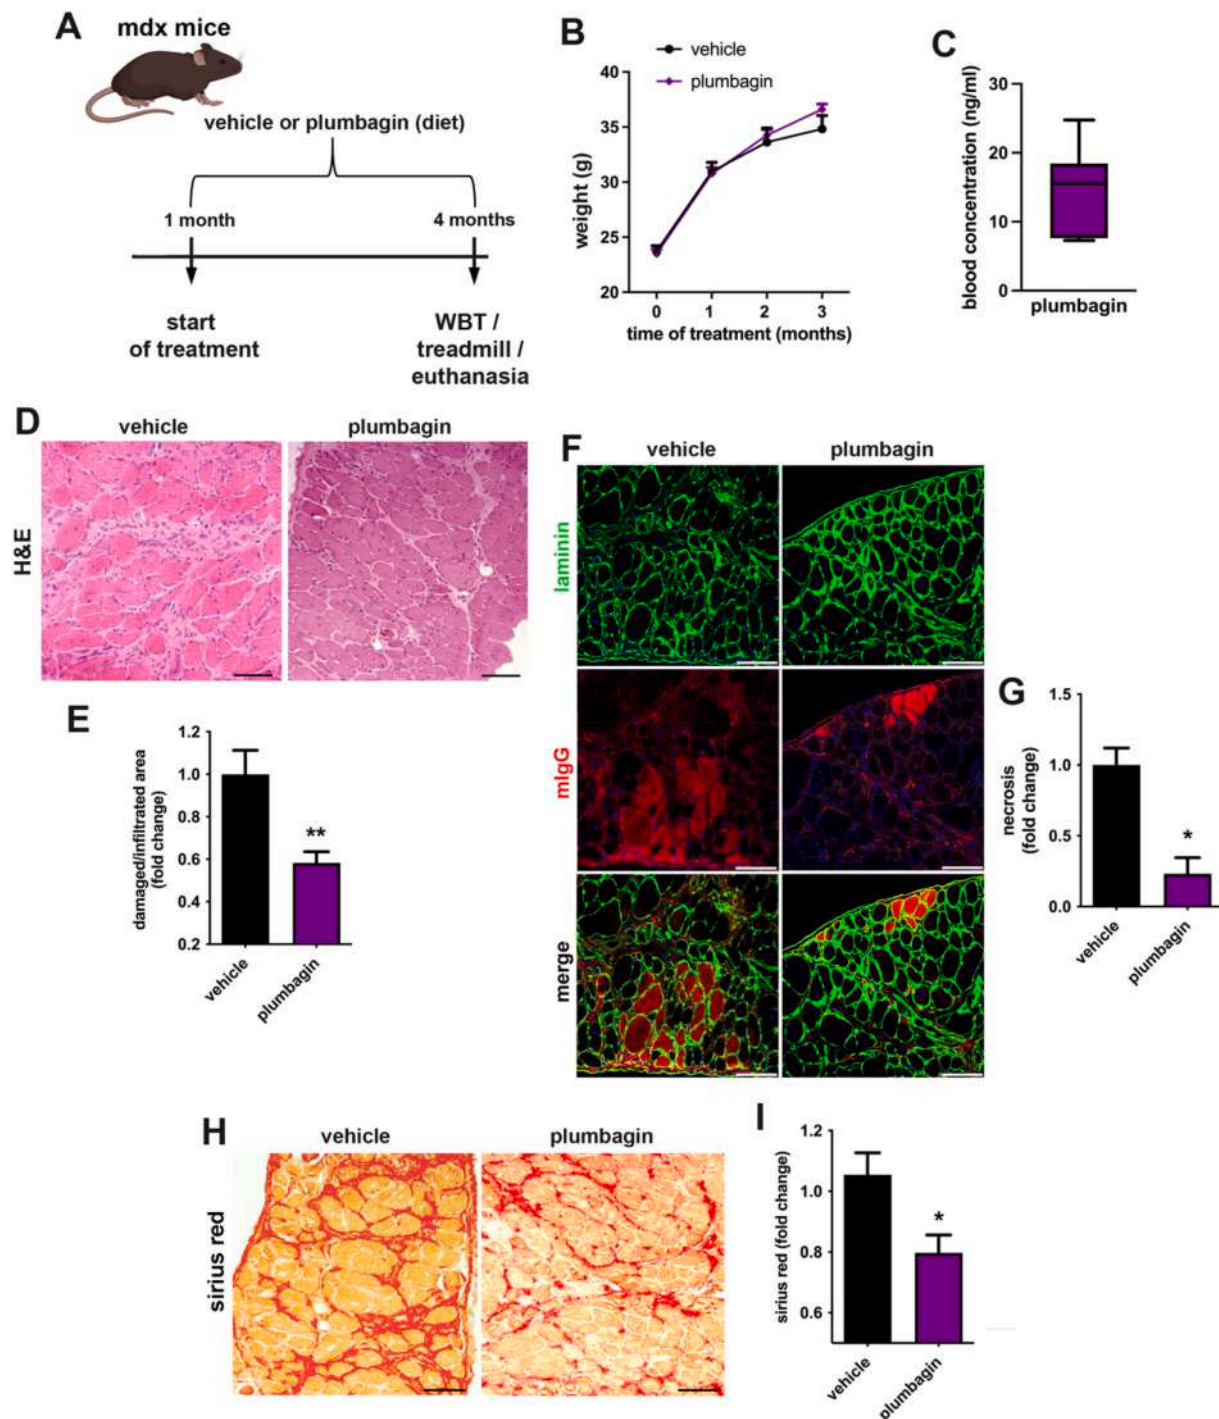 A
mdx mice
vehicle or plumbagin (diet)
1 month
4 months
start
of treatment
WBT /
treadmill /
euthanasia
B
vehicle
plumbagin
weight (g)
40
35
30
25
20
0 1 2 3
time of treatment (months)
C
blood concentration (ng/ml)
30
20
10
0
plumbagin
D
vehicle
plumbagin
H&E
E
damaged/infiltrated area
(fold change)
1.2
1.0
0.8
0.6
0.4
0.2
**
vehicle
plumbagin
F
vehicle
plumbagin
laminin
mIgG
merge
G
necrosis
(fold change)
1.5
1.0
0.5
0.0
*
vehicle
plumbagin
H
vehicle
plumbagin
sirius red
I
sirius red (fold change)
1.2
1.0
0.8
0.6
*
vehicle
plumbagin